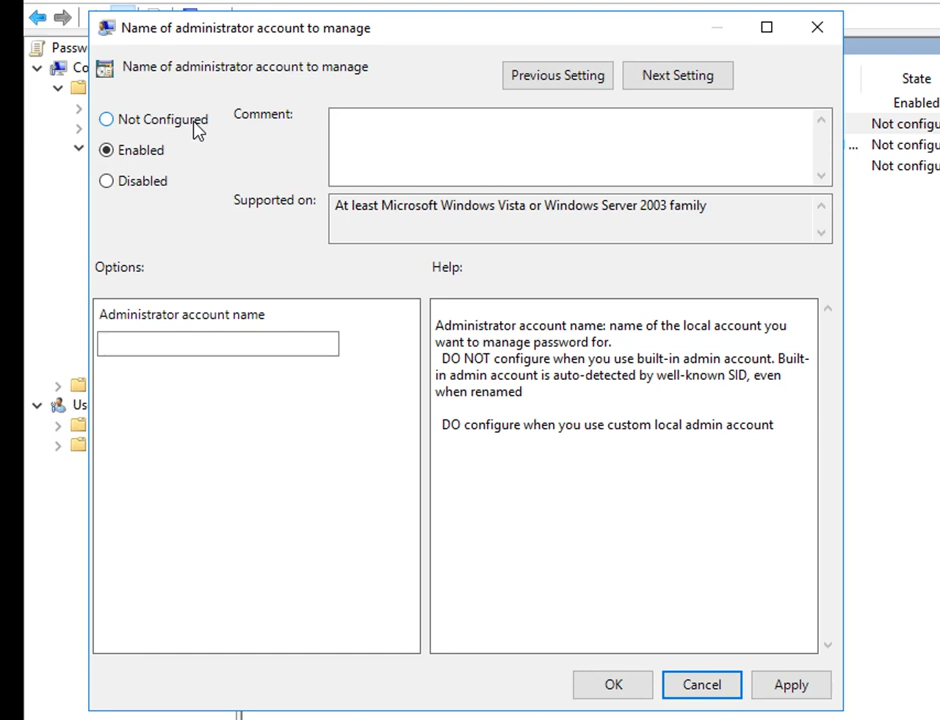 Name of administrator account to manage
Passw
Name of administrator account to manage
Previous Setting
Next Setting
Co
State
Enabled
Not configu
... Not configu
Not configu
Not Configured
Enabled
Disabled
Comment:
Supported on:
At least Microsoft Windows Vista or Windows Server 2003 family
Options:
Help:
Administrator account name
Administrator account name: name of the local account you
want to manage password for.
DO NOT configure when you use built-in admin account. Built-
in admin account is auto-detected by well-known SID, even
when renamed
DO configure when you use custom local admin account
Us
OK
Cancel
Apply